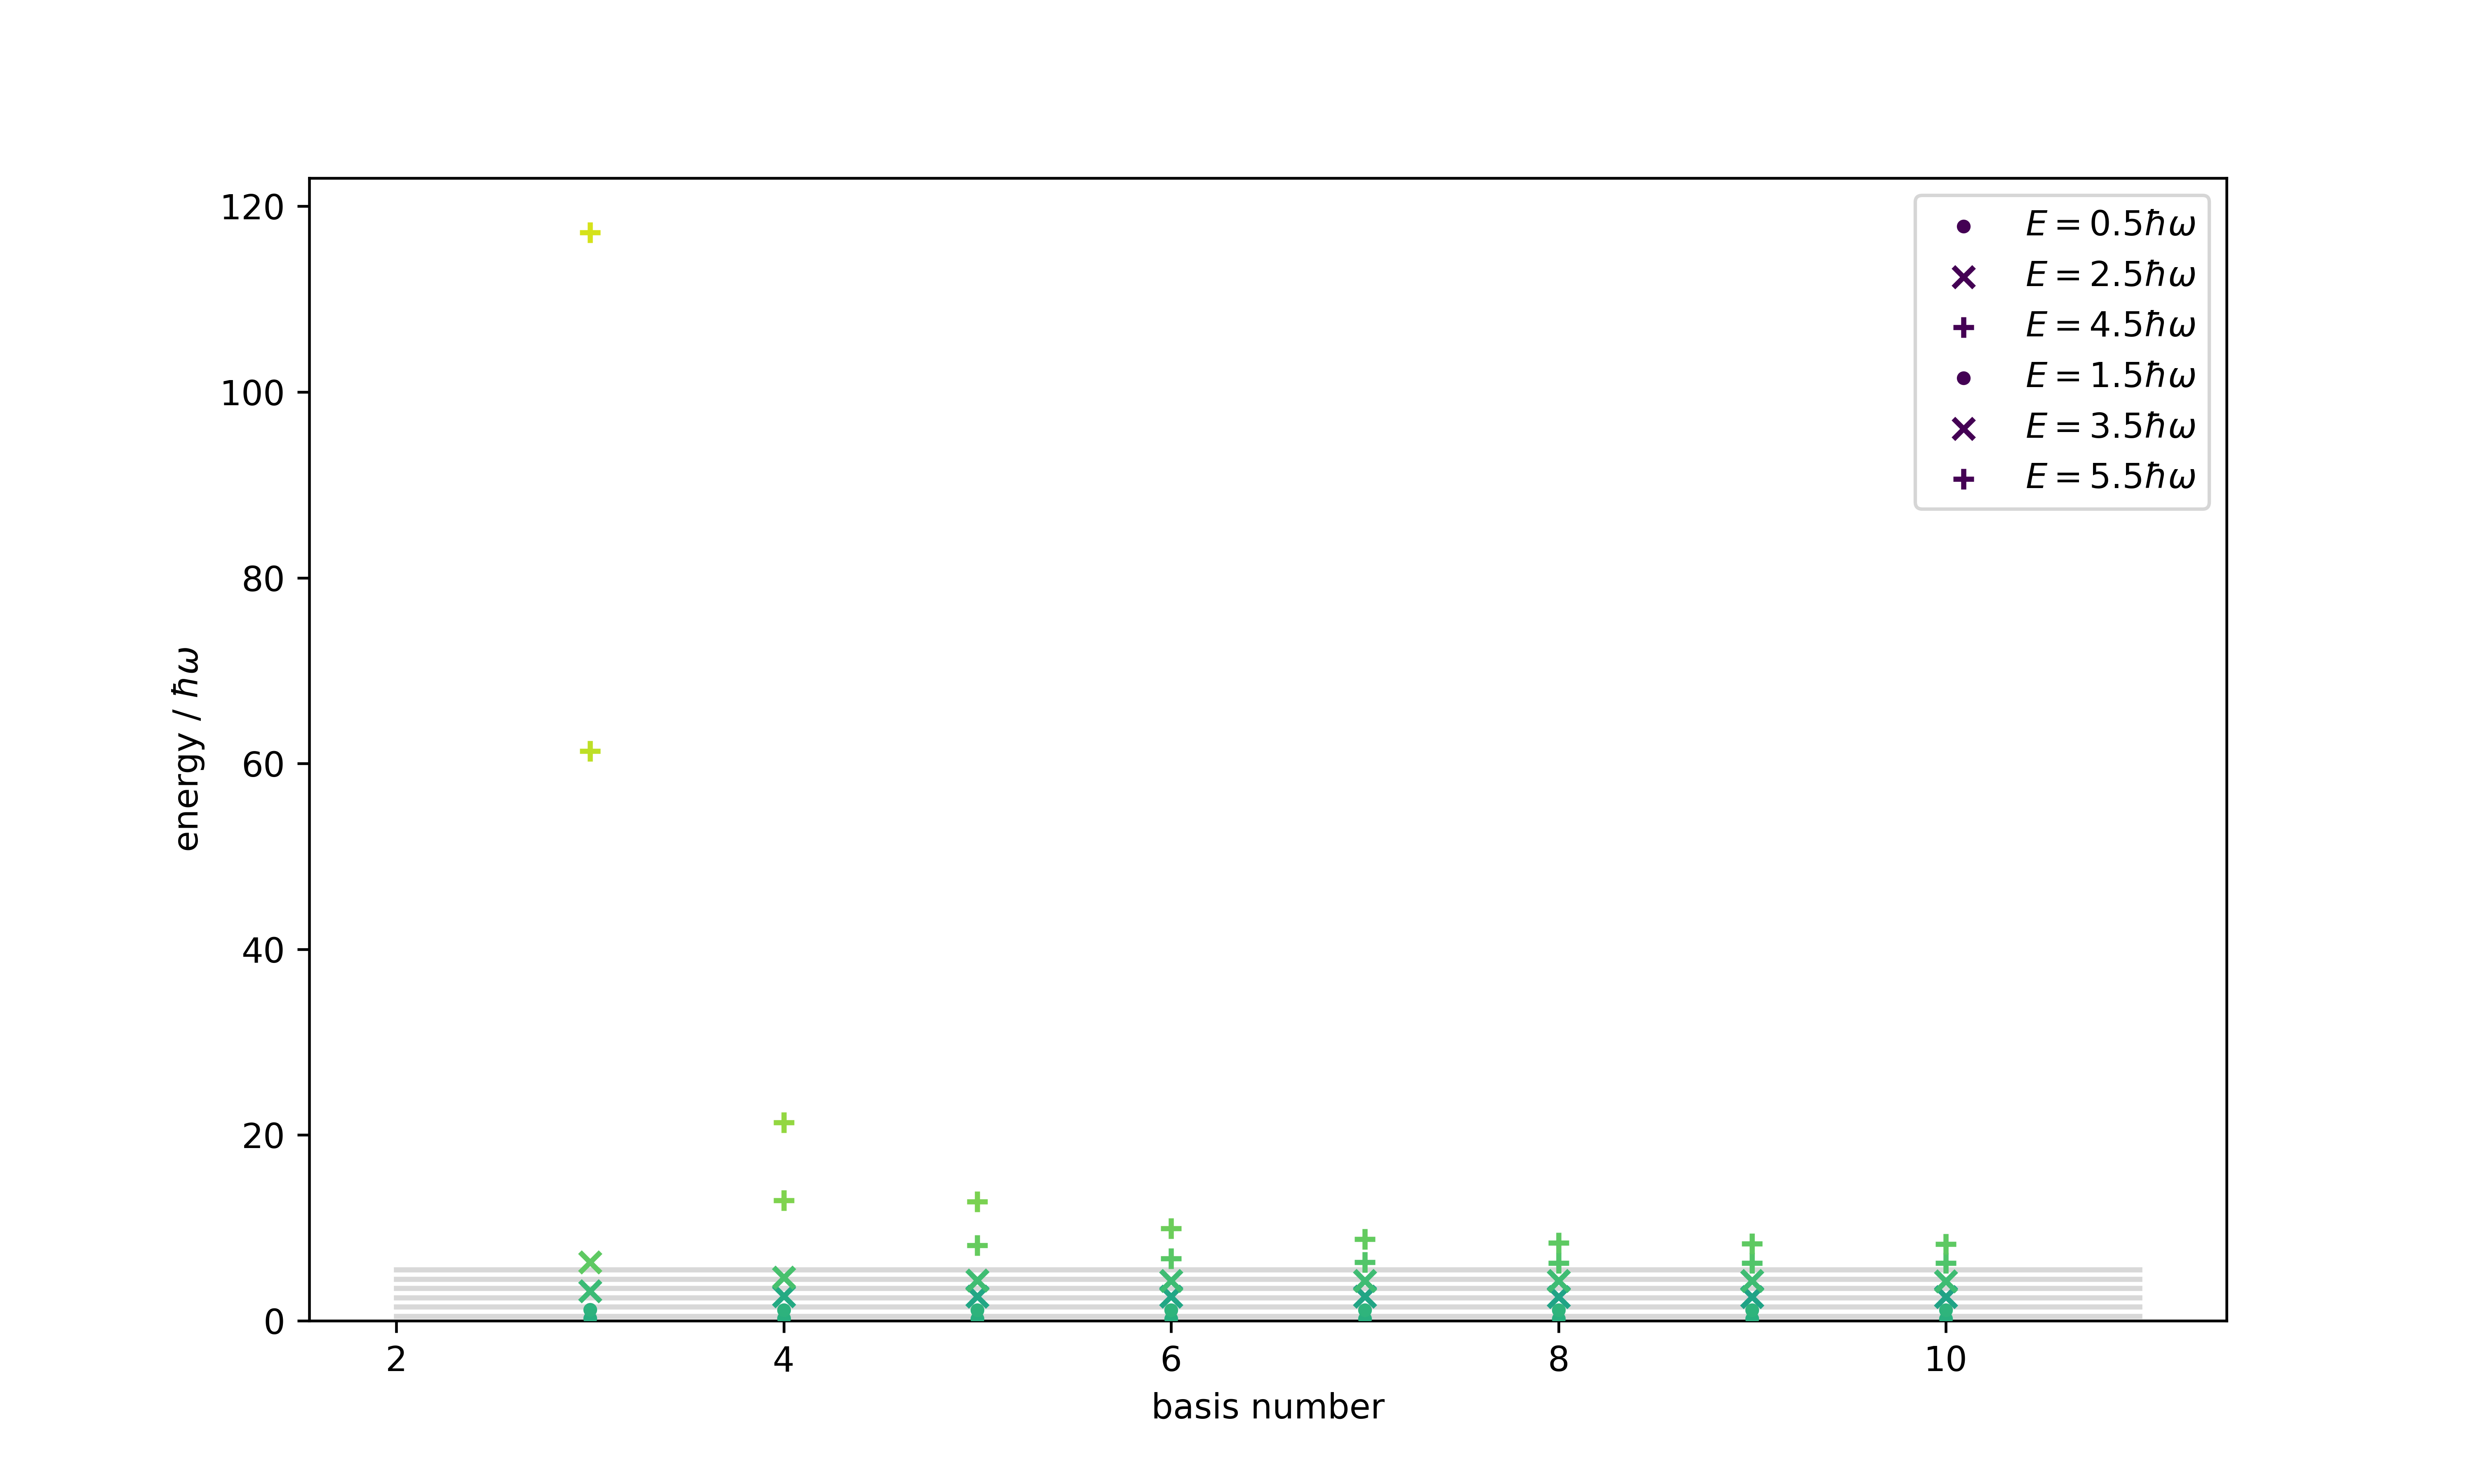 120
100
80
60
40
20
0
energy / ħω
2
4
6
8
10
basis number
E = 0.5ħω
E = 2.5ħω
E = 4.5ħω
E = 1.5ħω
E = 3.5ħω
E = 5.5ħω